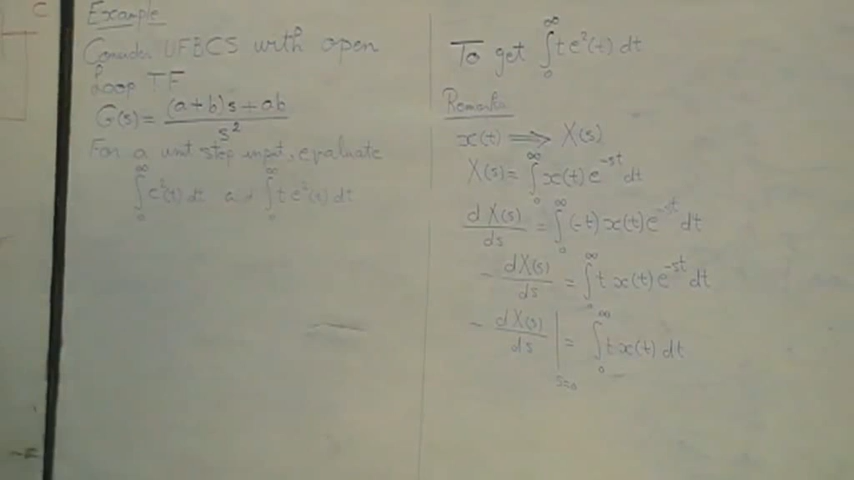 Example
Consider UFBCS with open
Loop TF
G(s) = ((a+b)s+ab)/s²
For a unit step input, evaluate
∫₀^∞ e²(t) dt and ∫₀^∞ t e²(t) dt
To get ∫₀^∞ t e²(t) dt
Remarks
x(t) ⟹ X(s)
X(s) = ∫₀^∞ x(t) e^{-st} dt
dX(s)/ds = ∫₀^∞ (-t) x(t) e^{-st} dt
- dX(s)/ds = ∫₀^∞ t x(t) e^{-st} dt
- dX(s)/ds |_{s=0} = ∫₀^∞ t x(t) dt